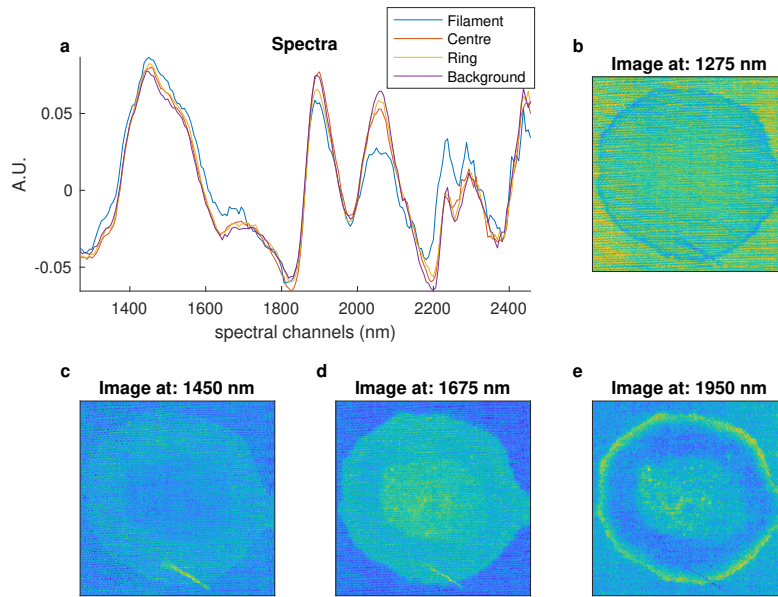 a
Spectra
Filament
Centre
Ring
Background
0.05
0
-0.05
A.U.
1400
1600
1800
2000
2200
2400
spectral channels (nm)
b
Image at: 1275 nm
c
Image at: 1450 nm
d
Image at: 1675 nm
e
Image at: 1950 nm